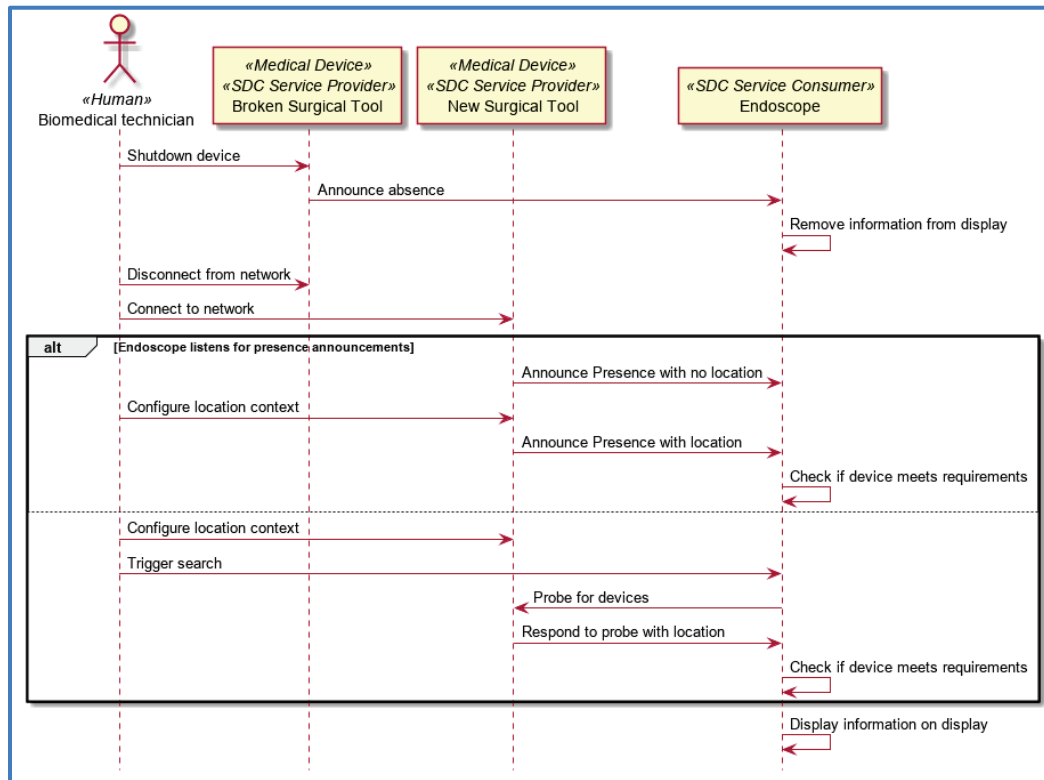 «Human»
Biomedical technician
«Medical Device»
«SDC Service Provider»
Broken Surgical Tool
«Medical Device»
«SDC Service Provider»
New Surgical Tool
«SDC Service Consumer»
Endoscope
Shutdown device
Announce absence
Remove information from display
Disconnect from network
Connect to network
alt
[Endoscope listens for presence announcements]
Announce Presence with no location
Configure location context
Announce Presence with location
Check if device meets requirements
Configure location context
Trigger search
Probe for devices
Respond to probe with location
Check if device meets requirements
Display information on display